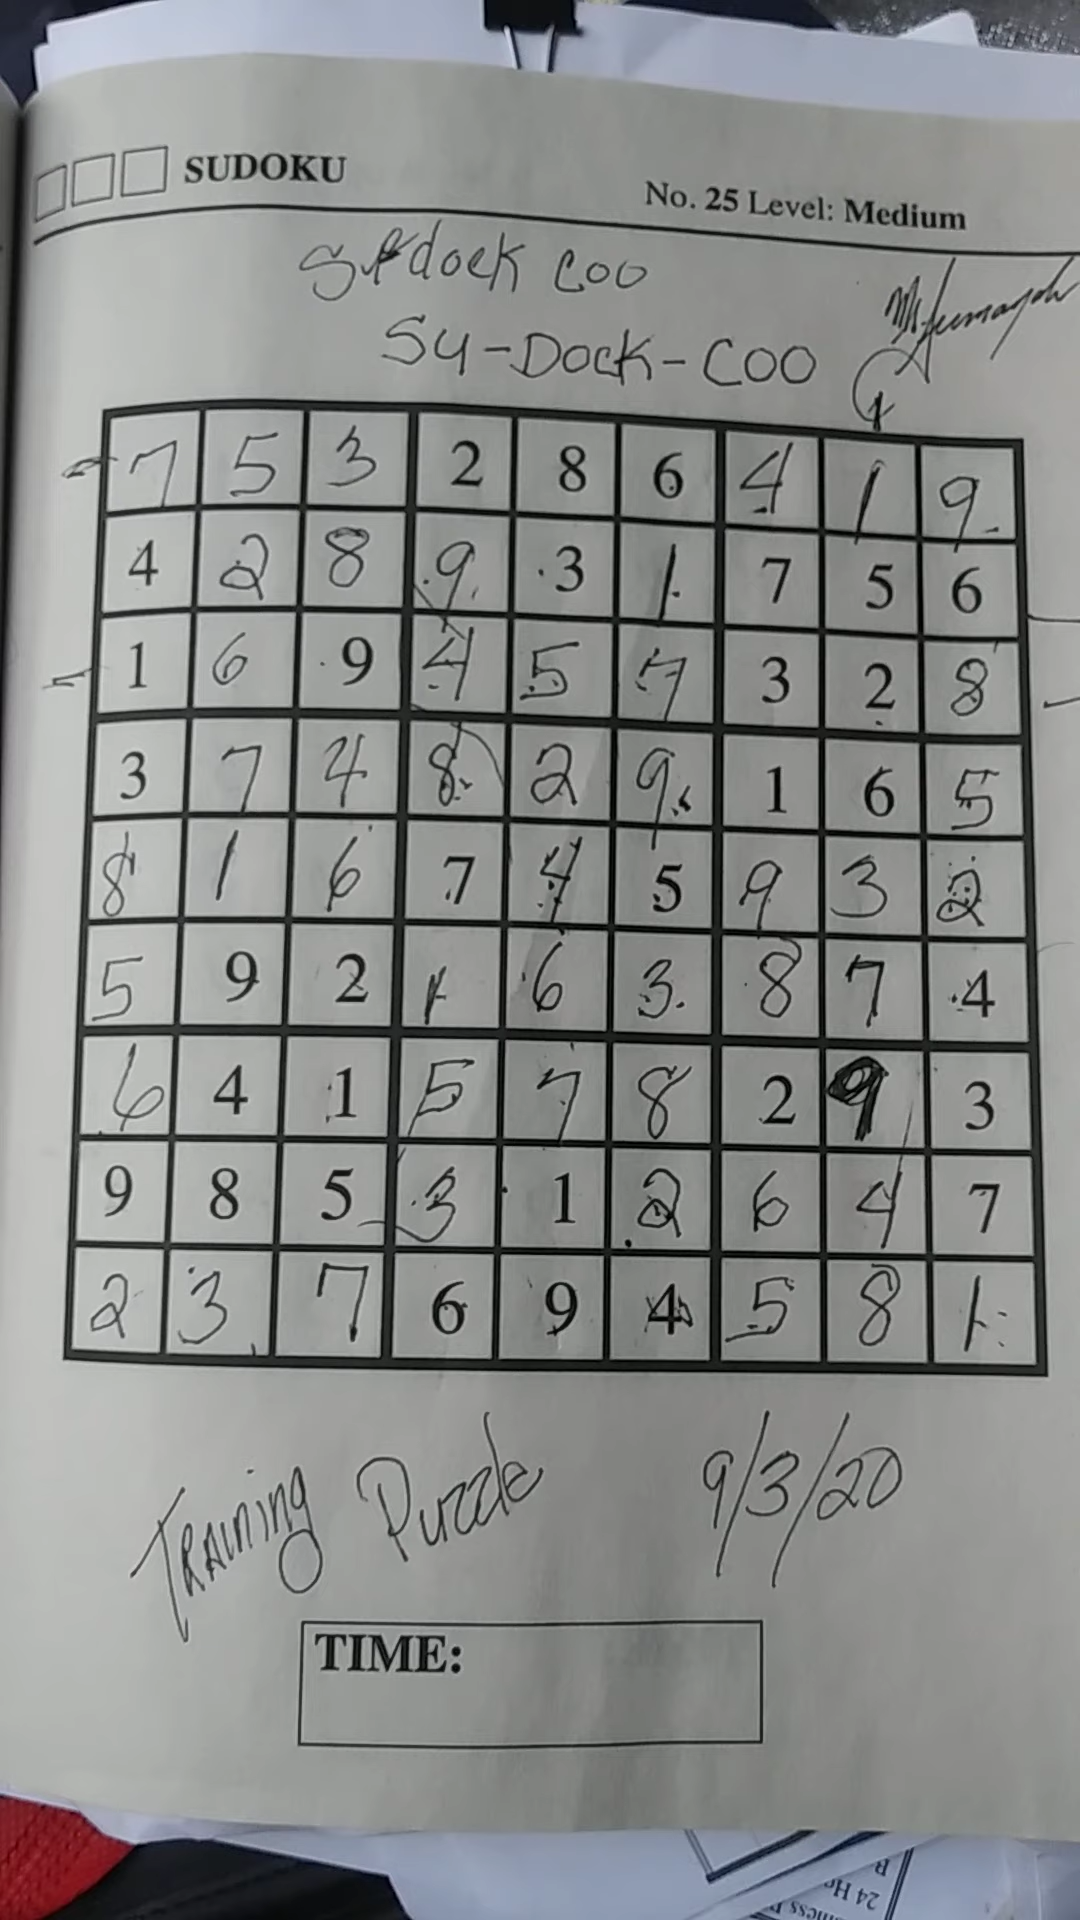 SUDOKU
No. 25 Level: Medium
Sudock Coo
Su-Dock-Coo
7 5 3 2 8 6 4 1 9
4 2 8 9 3 1 7 5 6
1 6 9 4 5 7 3 2 8
3 7 4 8 2 9 1 6 5
8 1 6 7 4 5 9 3 2
5 9 2 1 6 3 8 7 4
6 4 1 5 7 8 2 9 3
9 8 5 3 1 2 6 4 7
2 3 7 6 9 4 5 8 1
Training Puzzle 9/3/20
TIME:
24 H